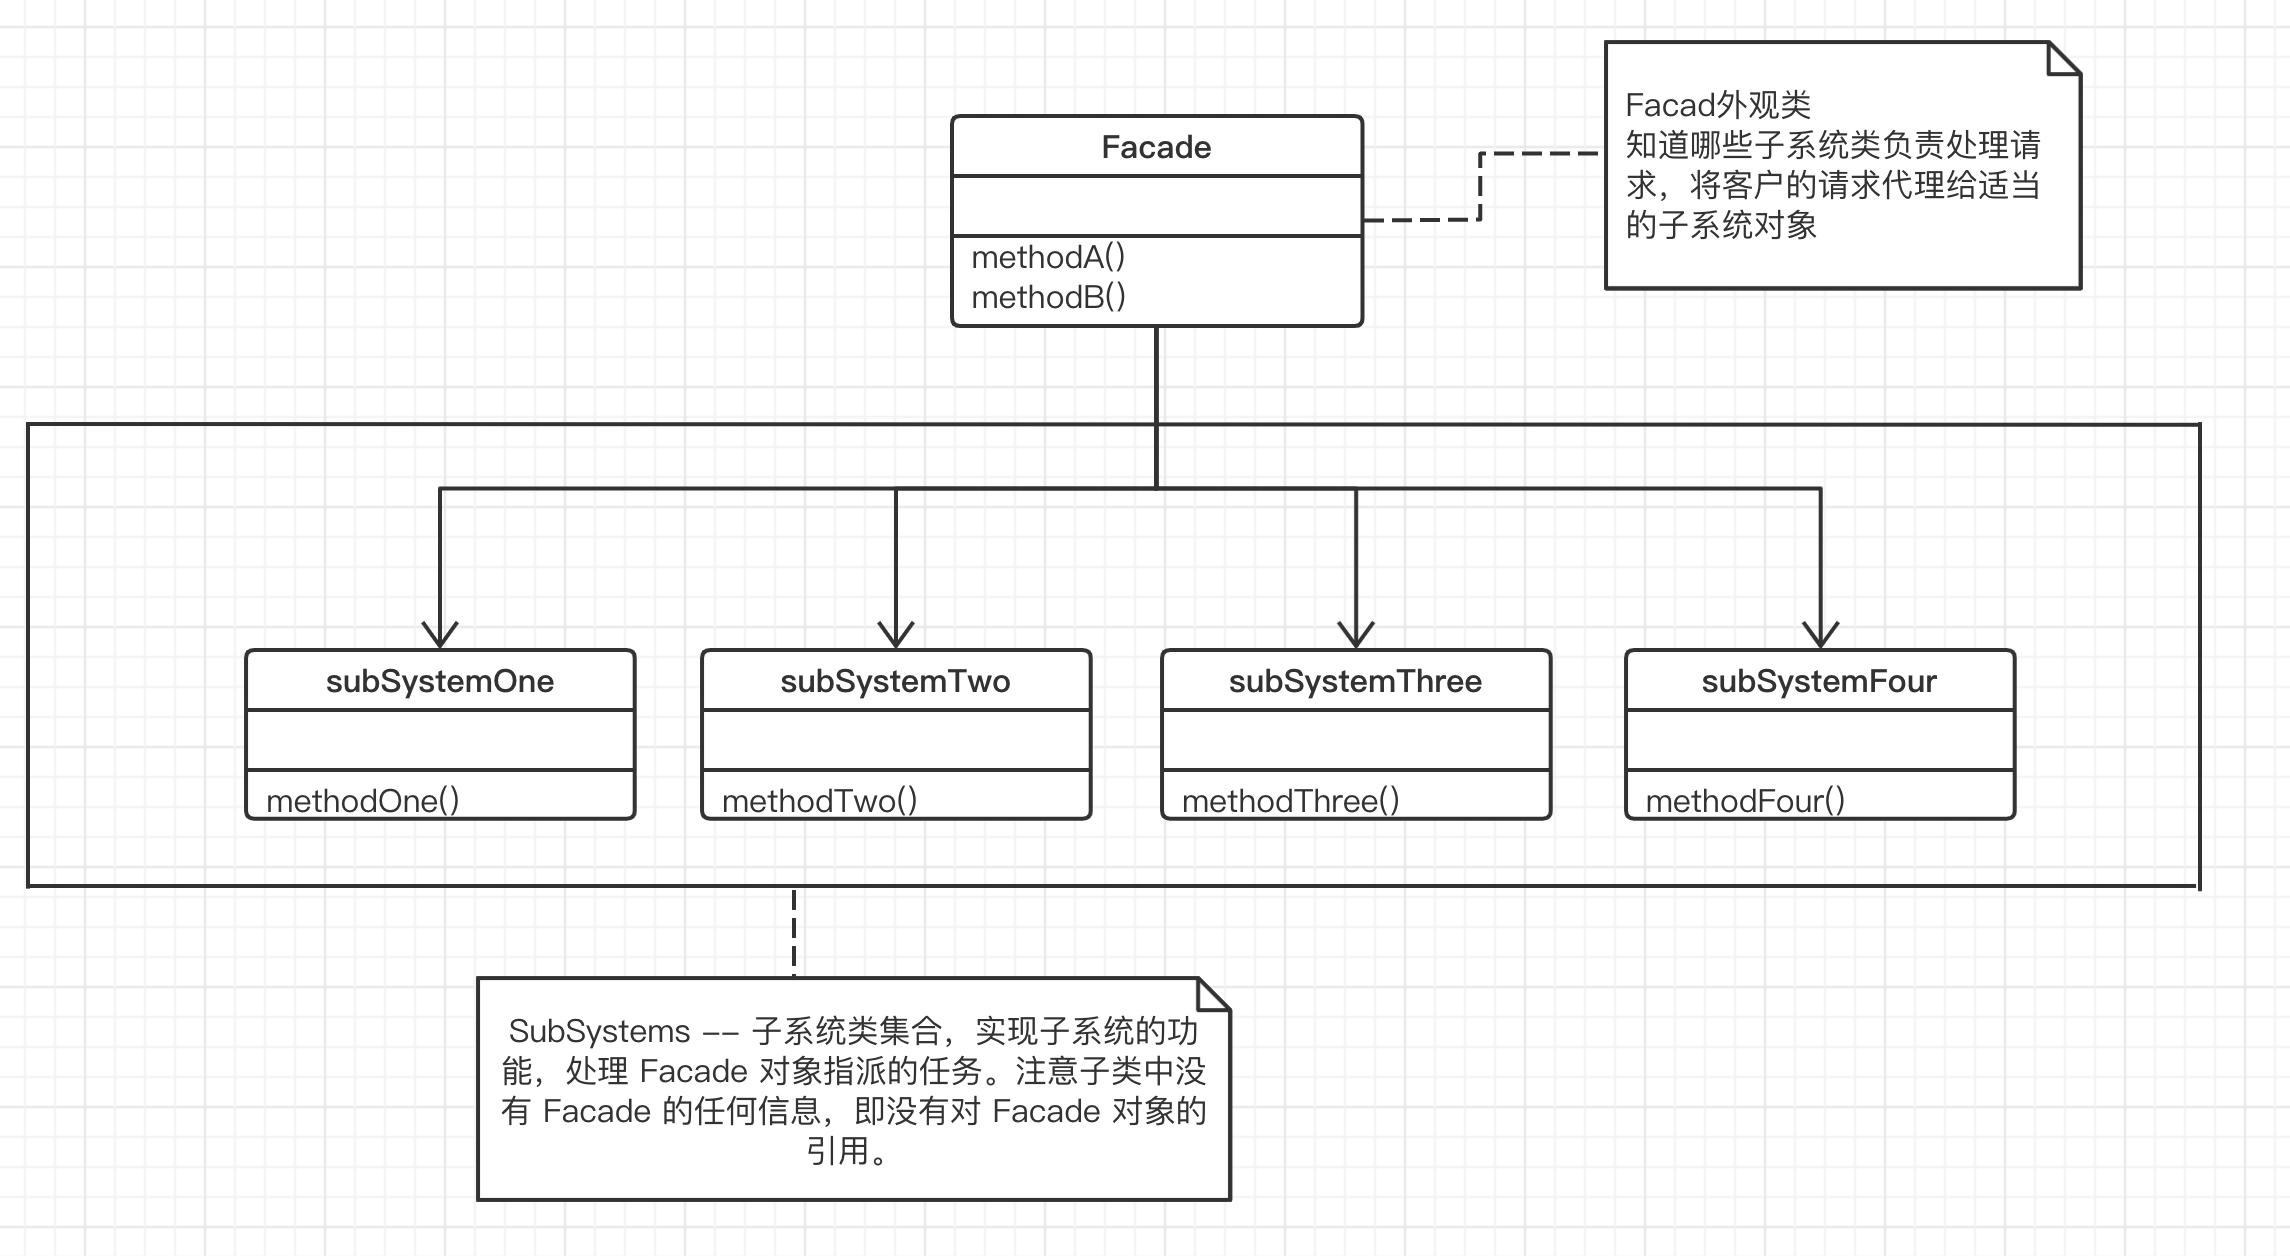 Facad外观类
知道哪些子系统类负责处理请
求，将客户的请求代理给适当
的子系统对象
Facade
methodA()
methodB()
subSystemOne
methodOne()
subSystemTwo
methodTwo()
subSystemThree
methodThree()
subSystemFour
methodFour()
SubSystems -- 子系统类集合，实现子系统的功
能，处理 Facade 对象指派的任务。注意子类中没
有 Facade 的任何信息，即没有对 Facade 对象的
引用。